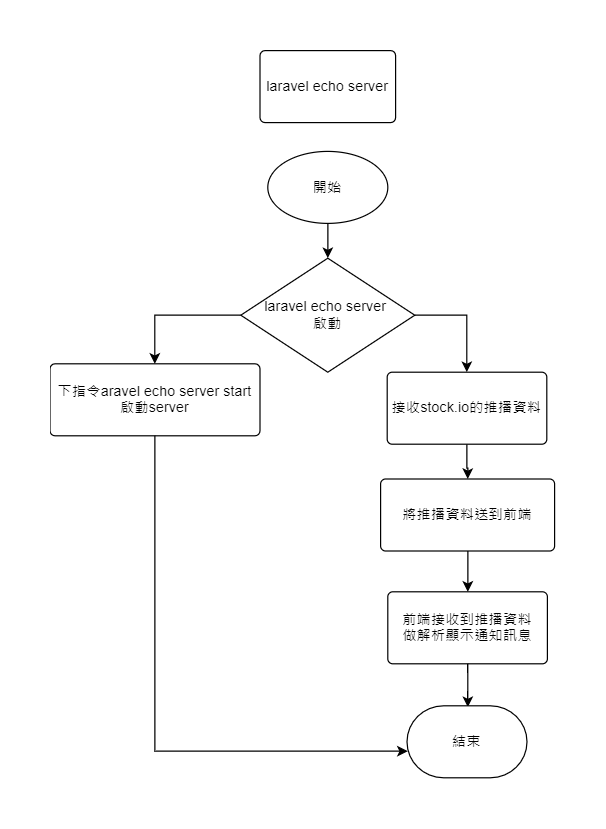 laravel echo server
開始
laravel echo server
啟動
下指令aravel echo server start
啟動server
接收stock.io的推播資料
將推播資料送到前端
前端接收到推播資料
做解析顯示通知訊息
結束